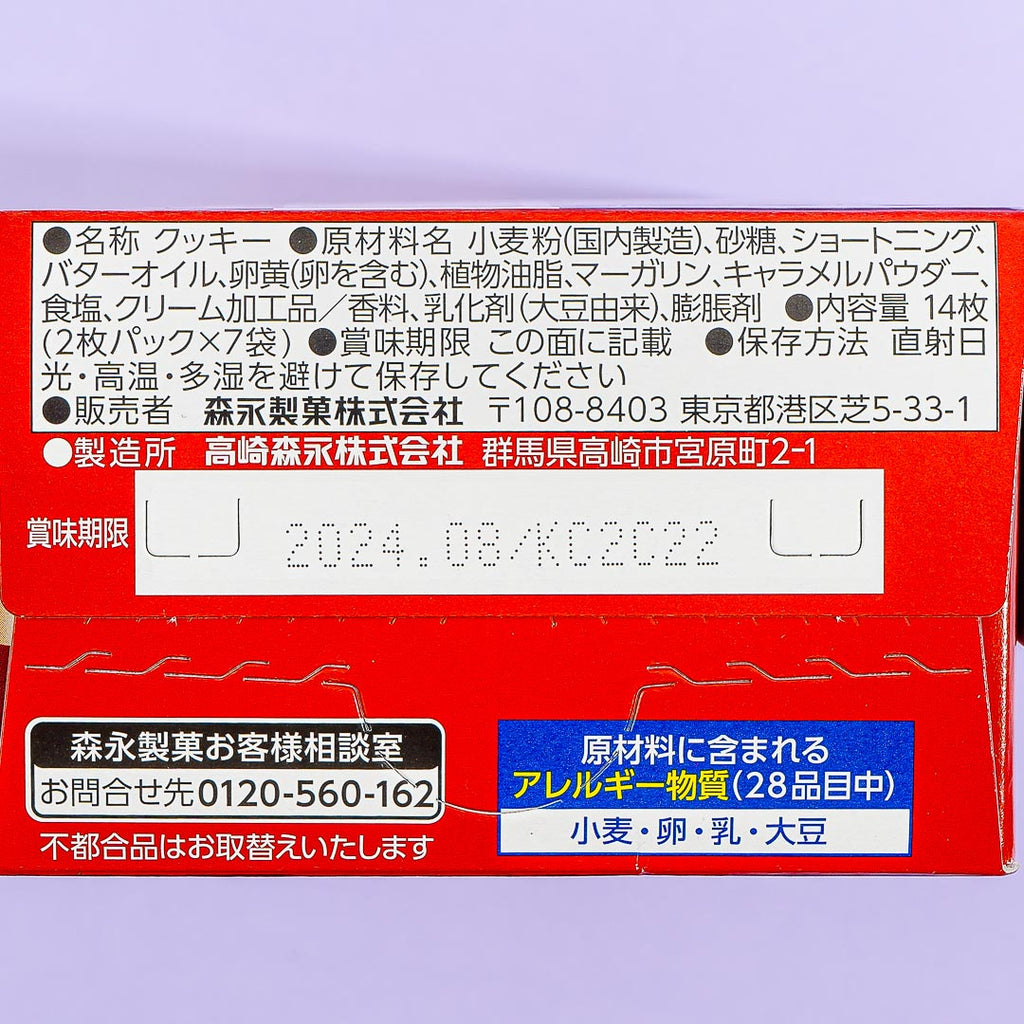 ●名称 クッキー ●原材料名 小麦粉(国内製造)、砂糖、ショートニング、
バターオイル、卵黄(卵を含む)、植物油脂、マーガリン、キャラメルパウダー、
食塩、クリーム加工品／香料、乳化剤(大豆由来)、膨脹剤 ●内容量 14枚
(2枚パック×7袋) ●賞味期限 この面に記載 ●保存方法 直射日
光・高温・多湿を避けて保存してください
●販売者 森永製菓株式会社 〒108-8403 東京都港区芝5-33-1
●製造所 高崎森永株式会社 群馬県高崎市宮原町2-1
賞味期限
2024.08/KC2C22
森永製菓お客様相談室
お問合せ先0120-560-162
不都合品はお取替えいたします
原材料に含まれる
アレルギー物質(28品目中)
小麦・卵・乳・大豆